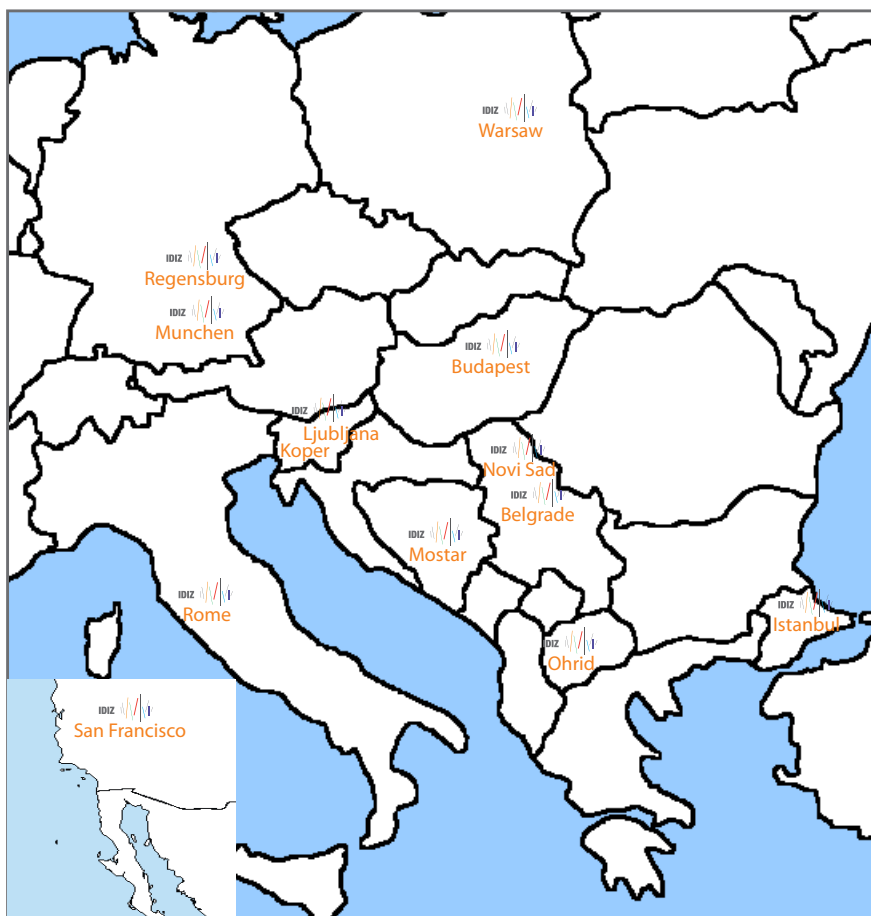 IDIZ
Warsaw
IDIZ
Regensburg
IDIZ
Munchen
IDIZ
Budapest
IDIZ
Ljubljana
Koper
IDIZ
Novi Sad
IDIZ
Belgrade
IDIZ
Mostar
IDIZ
Rome
IDIZ
Istanbul
IDIZ
Ohrid
IDIZ
San Francisco